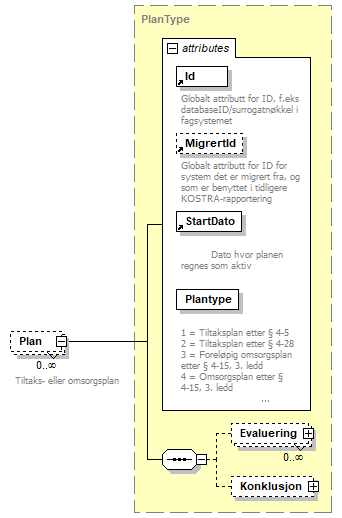 PlanType
attributes
Id
Globalt attributt for ID, f.eks
databaseID/surrogatnøkkel i
fagsystemet
MigrertId
Globalt attributt for ID for
system det er migrert fra, og
som er benyttet i tidligere
KOSTRA-rapportering
StartDato
Dato hvor planen
regnes som aktiv
Plantype
1 = Tiltaksplan etter § 4-5
2 = Tiltaksplan etter § 4-28
3 = Foreløpig omsorgsplan
etter § 4-15, 3. ledd
4 = Omsorgsplan etter §
4-15, 3. ledd
...
Plan
0..∞
Tiltaks- eller omsorgsplan
Evaluering
0..∞
Konklusjon